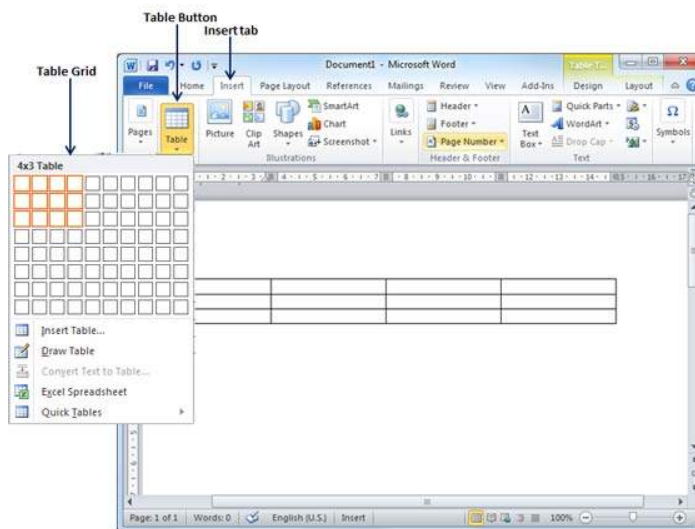 Table Button
Insert tab
Table Grid
Document1 - Microsoft Word
Table T...
File Home Insert Page Layout References Mailings Review View Add-Ins Design Layout
Pages
Table
Picture
Clip Art
Shapes
SmartArt
Chart
Screenshot
Links
Header
Footer
Page Number
Text Box
Quick Parts
WordArt
Drop Cap
Symbols
Illustrations
Header & Footer
Text
4x3 Table
Insert Table...
Draw Table
Convert Text to Table...
Excel Spreadsheet
Quick Tables
Page: 1 of 1 Words: 0 English (U.S.) Insert 100%